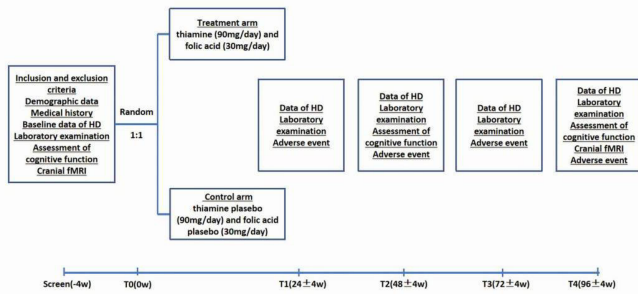 Treatment arm
thiamine (90mg/day) and
folic acid (30mg/day)
Inclusion and exclusion
criteria
Demographic data
Medical history
Baseline data of HD
Laboratory examination
Assessment of
cognitive function
Cranial fMRI
Random
1:1
Data of HD
Laboratory
examination
Adverse event
Data of HD
Laboratory
examination
Assessment of
cognitive function
Adverse event
Data of HD
Laboratory
examination
Adverse event
Data of HD
Laboratory
examination
Assessment of
cognitive function
Cranial fMRI
Adverse event
Control arm
thiamine plasebo
(90mg/day) and folic acid
plasebo (30mg/day)
Screen(-4w)
T0(0w)
T1(24±4w)
T2(48±4w)
T3(72±4w)
T4(96±4w)